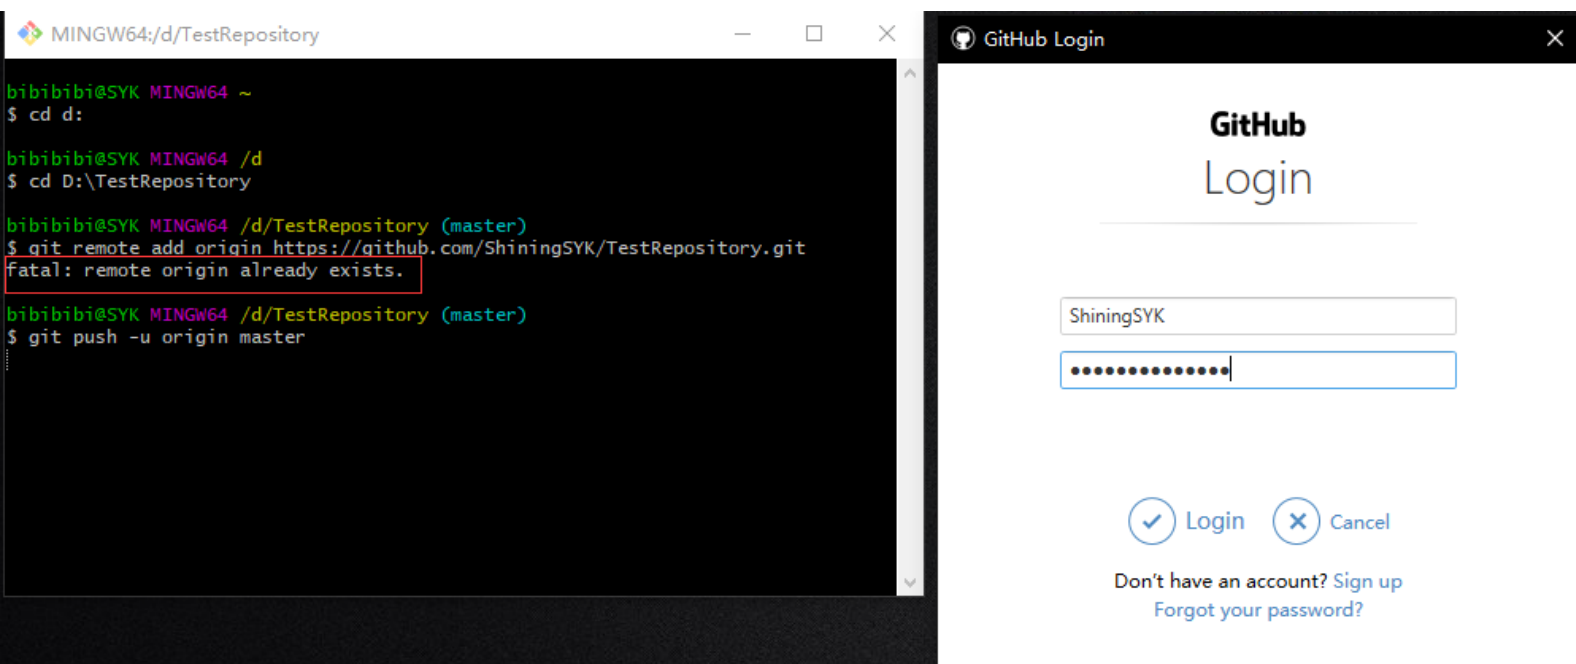 MINGW64:/d/TestRepository
bibibibi@SYK MINGW64 ~
$ cd d:
bibibibi@SYK MINGW64 /d
$ cd D:\TestRepository
bibibibi@SYK MINGW64 /d/TestRepository (master)
$ git remote add origin https://github.com/ShiningSYK/TestRepository.git
fatal: remote origin already exists.
bibibibi@SYK MINGW64 /d/TestRepository (master)
$ git push -u origin master
GitHub Login
GitHub
Login
ShiningSYK
••••••••••••••
Login
Cancel
Don't have an account? Sign up
Forgot your password?